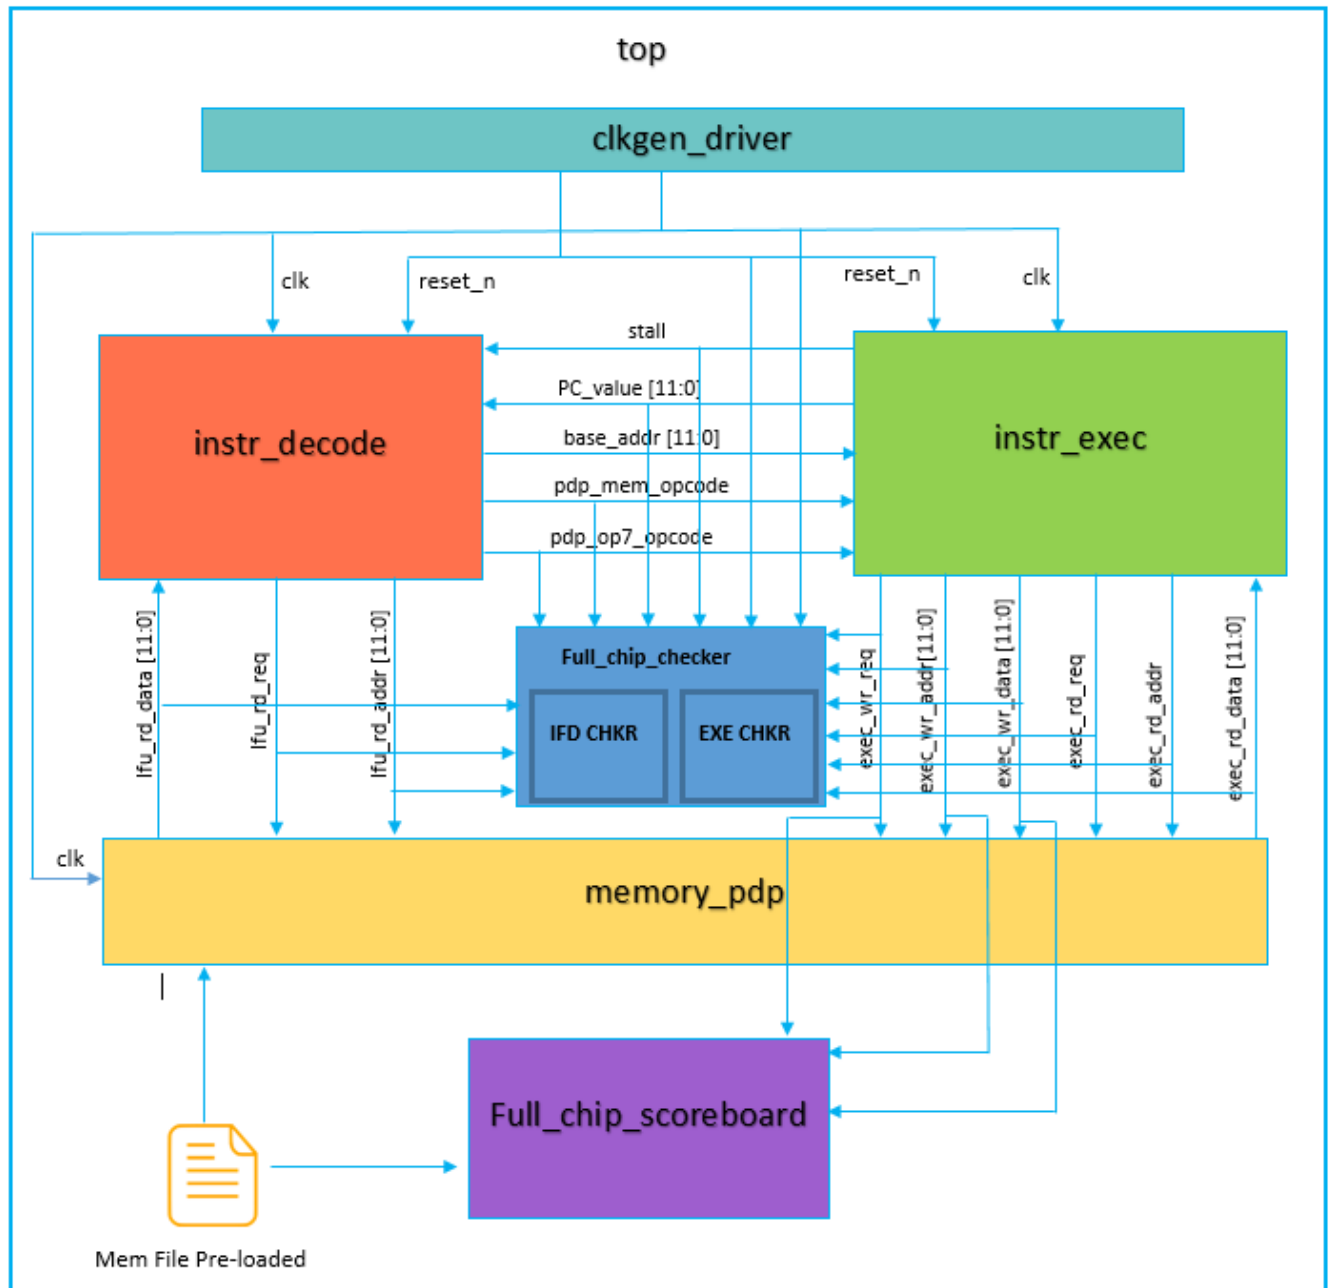 top
clkgen_driver
clk
reset_n
reset_n
clk
stall
PC_value [11:0]
base_addr [11:0]
pdp_mem_opcode
pdp_op7_opcode
instr_decode
instr_exec
Ifu_rd_data [11:0]
Ifu_rd_req
Ifu_rd_addr [11:0]
Full_chip_checker
IFD CHKR
EXE CHKR
exec_wr_req
exec_wr_addr[11:0]
exec_wr_data [11:0]
exec_rd_req
exec_rd_addr
exec_rd_data [11:0]
clk
memory_pdp
Full_chip_scoreboard
Mem File Pre-loaded